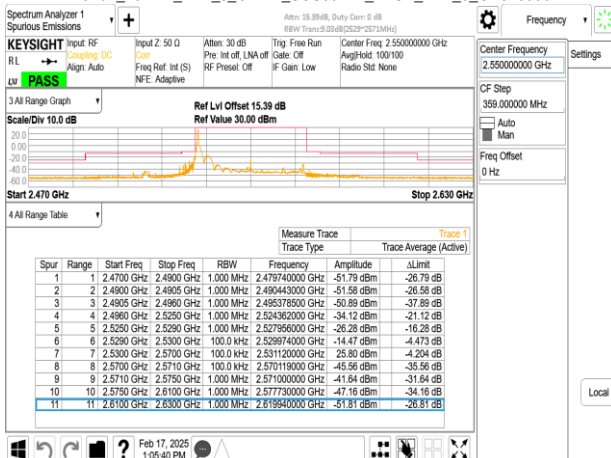 Spectrum Analyzer 1
Spurious Emissions
Attn: 15.39dB, Duty Corr: 0 dB
RBW Trans:9.03dB(2529~2571MHz)
Frequency
KEYSIGHT
RL
PASS
Input: RF
Coupling: DC
Align: Auto
Input Z: 50 Ω
Corr
Freq Ref: Int (S)
NFE: Adaptive
Atten: 30 dB
Pre: Int off, LNA off
RF Preset: Off
Trig: Free Run
Gate: Off
IF Gain: Low
Center Freq: 2.550000000 GHz
Avg|Hold: 100/100
Radio Std: None
Center Frequency
2.550000000 GHz
Settings
CF Step
359.000000 MHz
Auto
Man
Freq Offset
0 Hz
3 All Range Graph
Scale/Div 10.0 dB
Ref Lvl Offset 15.39 dB
Ref Value 30.00 dBm
20.0
0.00
-20.0
-40.0
-60.0
Start 2.470 GHz
Stop 2.630 GHz
4 All Range Table
Measure Trace Trace 1
Trace Type Trace Average (Active)
Spur Range Start Freq Stop Freq RBW Frequency Amplitude ΔLimit
1 1 2.4700 GHz 2.4900 GHz 1.000 MHz 2.479740000 GHz -51.79 dBm -26.79 dB
2 2 2.4900 GHz 2.4905 GHz 1.000 MHz 2.490443000 GHz -51.58 dBm -26.58 dB
3 3 2.4905 GHz 2.4960 GHz 1.000 MHz 2.495378500 GHz -50.89 dBm -37.89 dB
4 4 2.4960 GHz 2.5250 GHz 1.000 MHz 2.524362000 GHz -34.12 dBm -21.12 dB
5 5 2.5250 GHz 2.5290 GHz 1.000 MHz 2.527956000 GHz -26.28 dBm -16.28 dB
6 6 2.5290 GHz 2.5300 GHz 100.0 kHz 2.529974000 GHz -14.47 dBm -4.473 dB
7 7 2.5300 GHz 2.5700 GHz 100.0 kHz 2.531120000 GHz 25.80 dBm -4.204 dB
8 8 2.5700 GHz 2.5710 GHz 100.0 kHz 2.570119000 GHz -45.56 dBm -35.56 dB
9 9 2.5710 GHz 2.5750 GHz 1.000 MHz 2.571000000 GHz -41.64 dBm -31.64 dB
10 10 2.5750 GHz 2.6100 GHz 1.000 MHz 2.577730000 GHz -47.16 dBm -34.16 dB
11 11 2.6100 GHz 2.6300 GHz 1.000 MHz 2.619940000 GHz -51.81 dBm -26.81 dB
Local
Feb 17, 2025
1:05:40 PM